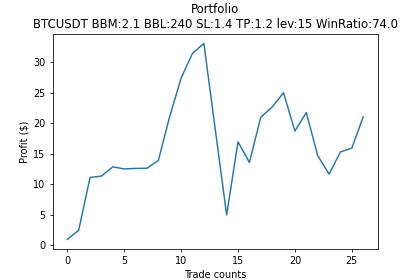 Portfolio
BTCUSDT BBM:2.1 BBL:240 SL:1.4 TP:1.2 lev:15 WinRatio:74.0
30
25
20
15
10
5
0
Profit ($)
0 5 10 15 20 25
Trade counts